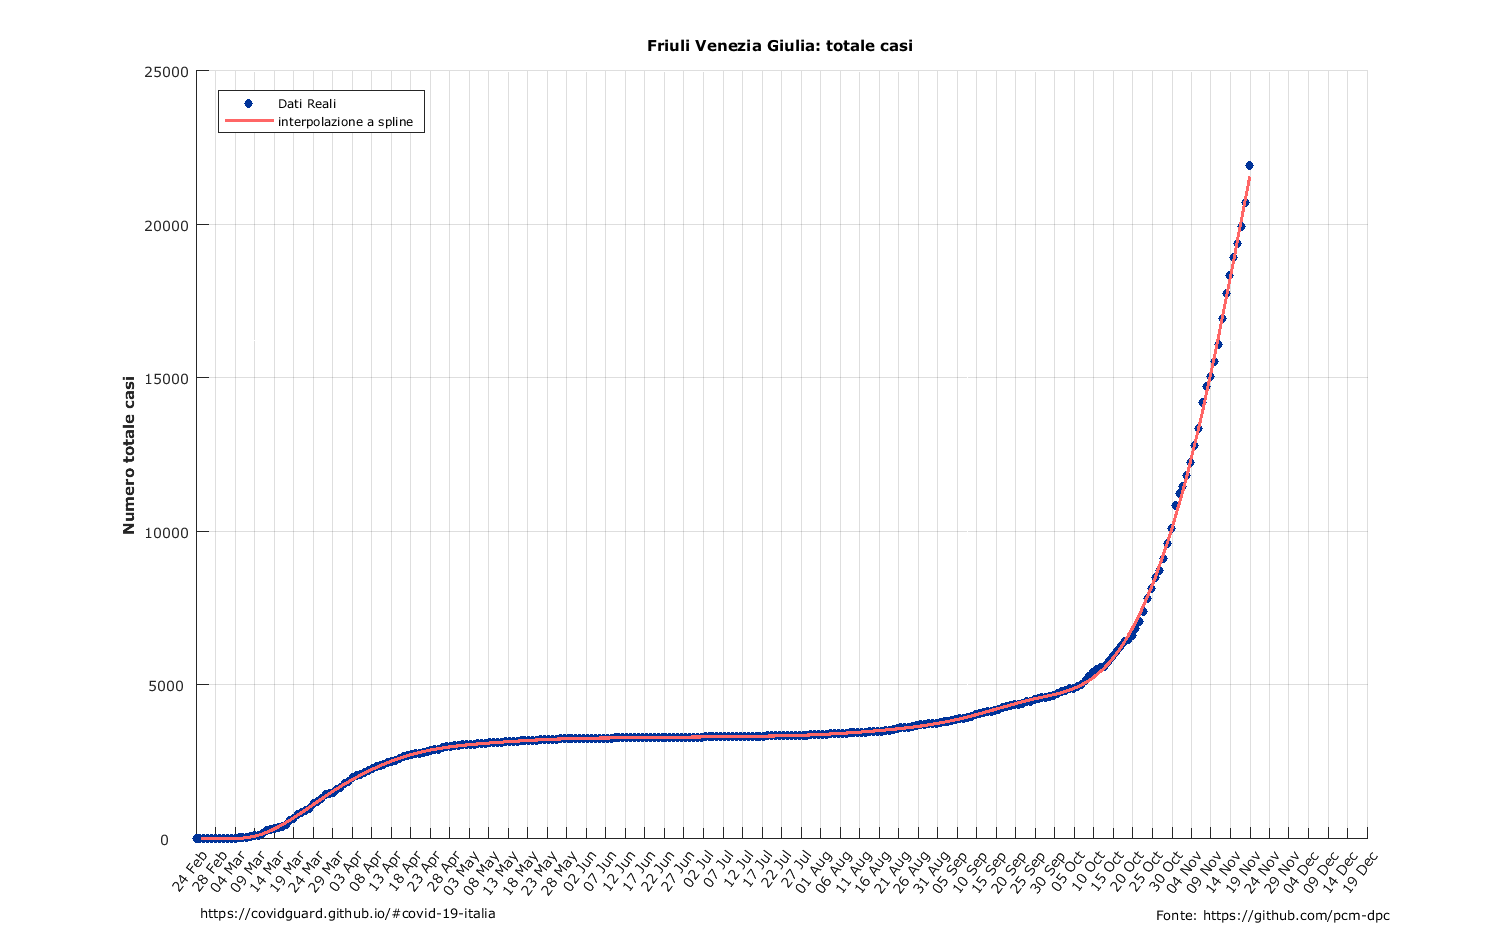 Friuli Venezia Giulia: totale casi
25000
20000
15000
10000
5000
0
Numero totale casi
Dati Reali
interpolazione a spline
24 Feb
28 Feb
04 Mar
09 Mar
14 Mar
19 Mar
24 Mar
29 Mar
03 Apr
08 Apr
13 Apr
18 Apr
23 Apr
28 Apr
03 May
08 May
13 May
18 May
23 May
28 May
02 Jun
07 Jun
12 Jun
17 Jun
22 Jun
27 Jun
02 Jul
07 Jul
12 Jul
17 Jul
22 Jul
27 Jul
01 Aug
06 Aug
11 Aug
16 Aug
21 Aug
26 Aug
31 Aug
05 Sep
10 Sep
15 Sep
20 Sep
25 Sep
30 Sep
05 Oct
10 Oct
15 Oct
20 Oct
25 Oct
30 Oct
04 Nov
09 Nov
14 Nov
19 Nov
24 Nov
29 Nov
04 Dec
09 Dec
14 Dec
19 Dec
https://covidguard.github.io/#covid-19-italia
Fonte: https://github.com/pcm-dpc